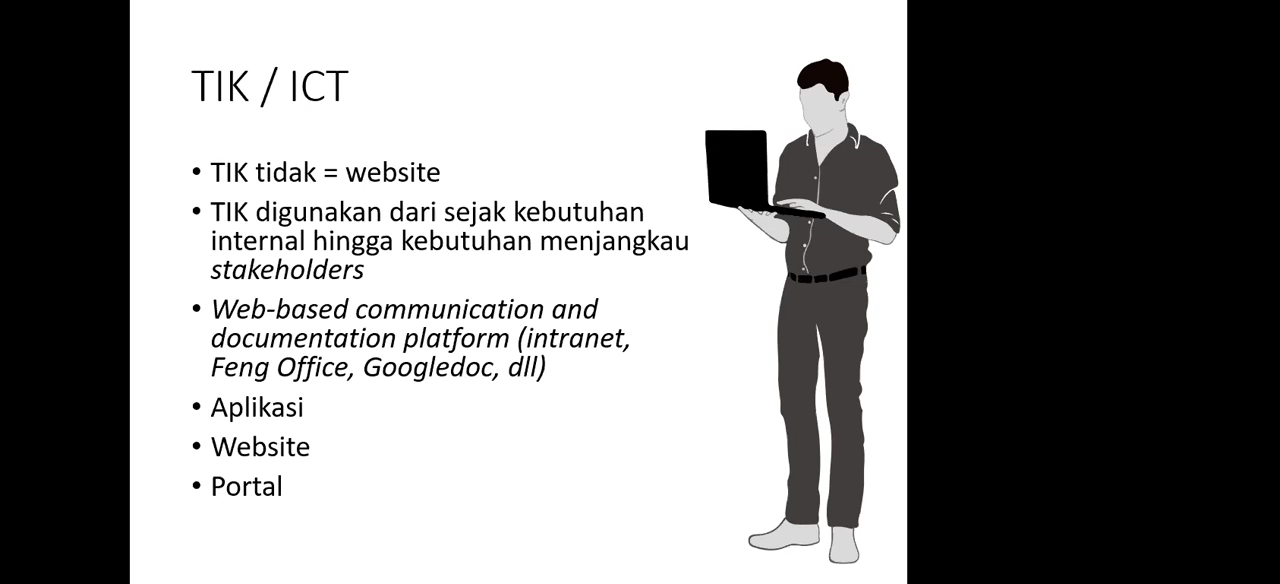 TIK / ICT
• TIK tidak = website
• TIK digunakan dari sejak kebutuhan
internal hingga kebutuhan menjangkau
stakeholders
• Web-based communication and
documentation platform (intranet,
Feng Office, Googledoc, dll)
• Aplikasi
• Website
• Portal